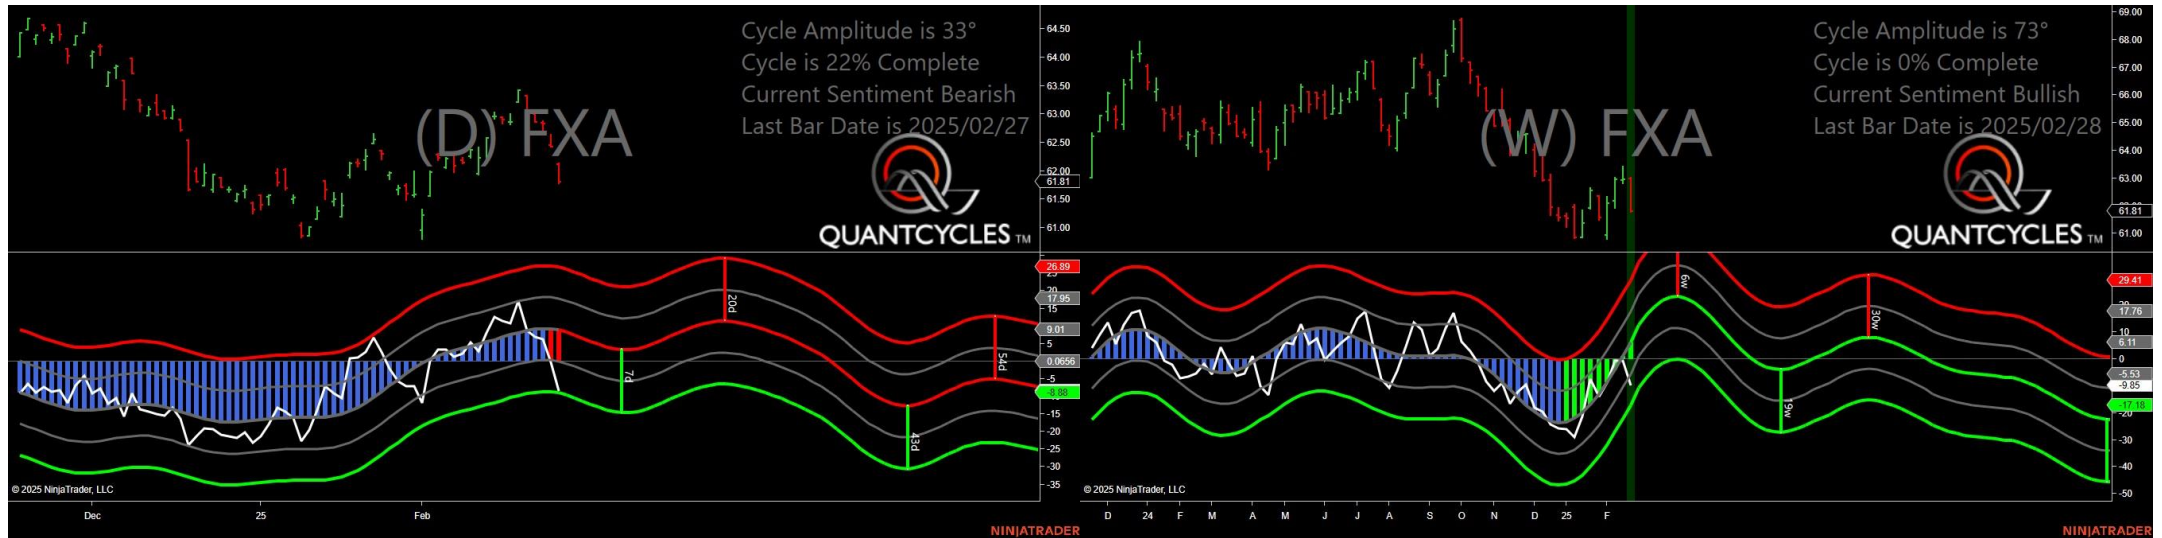 Cycle Amplitude is 33°
Cycle is 22% Complete
Current Sentiment Bearish
Last Bar Date is 2025/02/27
(D) FXA
QUANTCYCLES TM
64.50
64.00
63.50
63.00
62.50
62.00
61.81
61.50
61.00
26.89
25
20
17.95
15
9.01
5
0.0656
-5
-8.88
-15
-20
-25
-30
-35
7d
20d
43d
54d
© 2025 NinjaTrader, LLC
Dec
25
Feb
NINJATRADER
Cycle Amplitude is 73°
Cycle is 0% Complete
Current Sentiment Bullish
Last Bar Date is 2025/02/28
(W) FXA
QUANTCYCLES TM
69.00
68.00
67.00
66.00
65.00
64.00
63.00
61.81
61.00
29.41
17.76
10
6.11
0
-5.53
-9.85
-17.18
-20
-30
-40
-50
6w
19w
30w
© 2025 NinjaTrader, LLC
D 24 F M A M J J A S O N D 25 F
NINJATRADER